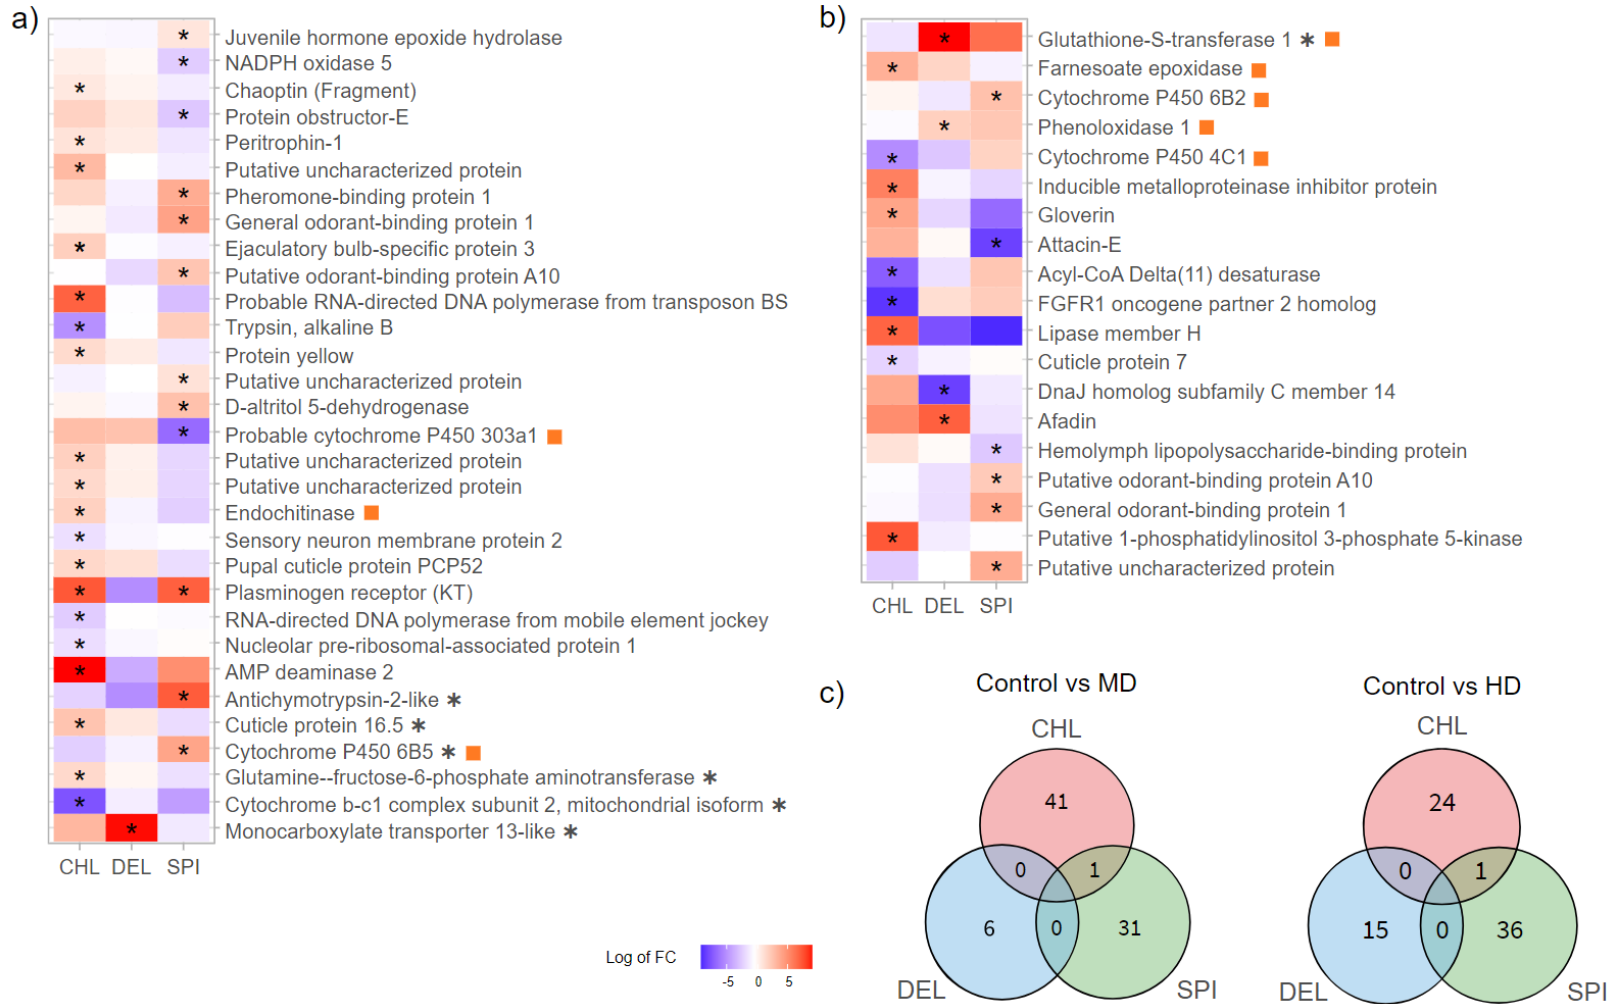 a)
Juvenile hormone epoxide hydrolase
NADPH oxidase 5
Chaoptin (Fragment)
Protein obstructor-E
Peritrophin-1
Putative uncharacterized protein
Pheromone-binding protein 1
General odorant-binding protein 1
Ejaculatory bulb-specific protein 3
Putative odorant-binding protein A10
Probable RNA-directed DNA polymerase from transposon BS
Trypsin, alkaline B
Protein yellow
Putative uncharacterized protein
D-altritol 5-dehydrogenase
Probable cytochrome P450 303a1
Putative uncharacterized protein
Putative uncharacterized protein
Endochitinase
Sensory neuron membrane protein 2
Pupal cuticle protein PCP52
Plasminogen receptor (KT)
RNA-directed DNA polymerase from mobile element jockey
Nucleolar pre-ribosomal-associated protein 1
AMP deaminase 2
Antichymotrypsin-2-like *
Cuticle protein 16.5 *
Cytochrome P450 6B5 *
Glutamine--fructose-6-phosphate aminotransferase *
Cytochrome b-c1 complex subunit 2, mitochondrial isoform *
Monocarboxylate transporter 13-like *
CHL DEL SPI
b)
Glutathione-S-transferase 1 *
Farnesoate epoxidase
Cytochrome P450 6B2
Phenoloxidase 1
Cytochrome P450 4C1
Inducible metalloproteinase inhibitor protein
Gloverin
Attacin-E
Acyl-CoA Delta(11) desaturase
FGFR1 oncogene partner 2 homolog
Lipase member H
Cuticle protein 7
DnaJ homolog subfamily C member 14
Afadin
Hemolymph lipopolysaccharide-binding protein
Putative odorant-binding protein A10
General odorant-binding protein 1
Putative 1-phosphatidylinositol 3-phosphate 5-kinase
Putative uncharacterized protein
CHL DEL SPI
Log of FC
-5 0 5
c)
Control vs MD
CHL
41
0 1
6 0 31
DEL SPI
Control vs HD
CHL
24
0 1
15 0 36
DEL SPI